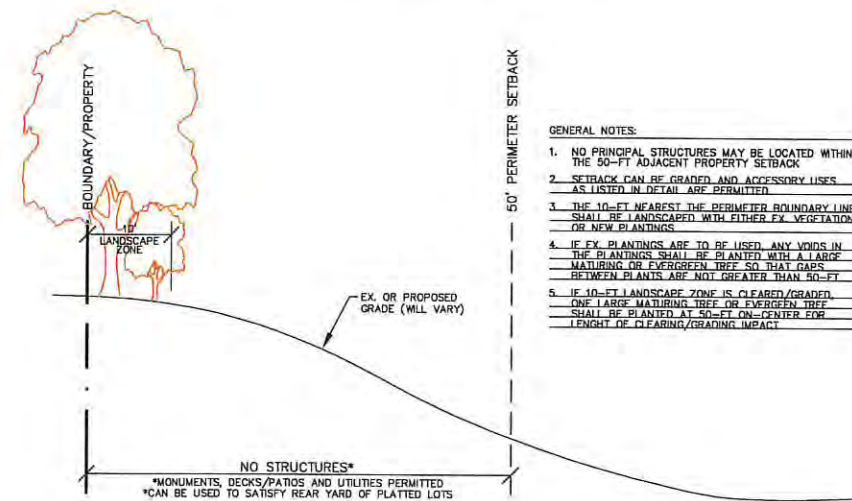 BOUNDARY/PROPERTY
50' PERIMETER SETBACK
10'
LANDSCAPE
ZONE
EX. OR PROPOSED
GRADE (WILL VARY)
NO STRUCTURES*
*MONUMENTS, DECKS/PATIOS AND UTILITIES PERMITTED
*CAN BE USED TO SATISFY REAR YARD OF PLATTED LOTS
GENERAL NOTES:
1. NO PRINCIPAL STRUCTURES MAY BE LOCATED WITHIN
THE 50-FT ADJACENT PROPERTY SETBACK
2. SETBACK CAN BE GRADED AND ACCESSORY USES
AS LISTED IN DETAIL ARE PERMITTED
3. THE 10-FT NEAREST THE PERIMETER BOUNDARY LINE
SHALL BE LANDSCAPED WITH EITHER EX. VEGETATION
OR NEW PLANTINGS
4. IF EX. PLANTINGS ARE TO BE USED, ANY VOIDS IN
THE PLANTINGS SHALL BE PLANTED WITH A LARGE
MATURING OR EVERGREEN TREE SO THAT GAPS
BETWEEN PLANTS ARE NOT GREATER THAN 50-FT
5. IF 10-FT LANDSCAPE ZONE IS CLEARED/GRADED,
ONE LARGE MATURING TREE OR EVERGREEN TREE
SHALL BE PLANTED AT 50-FT ON-CENTER FOR
LENGHT OF CLEARING/GRADING IMPACT